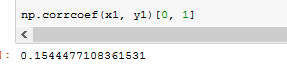 np.corrcoef(x1, y1)[0, 1]
<
: 0.1544477108361531